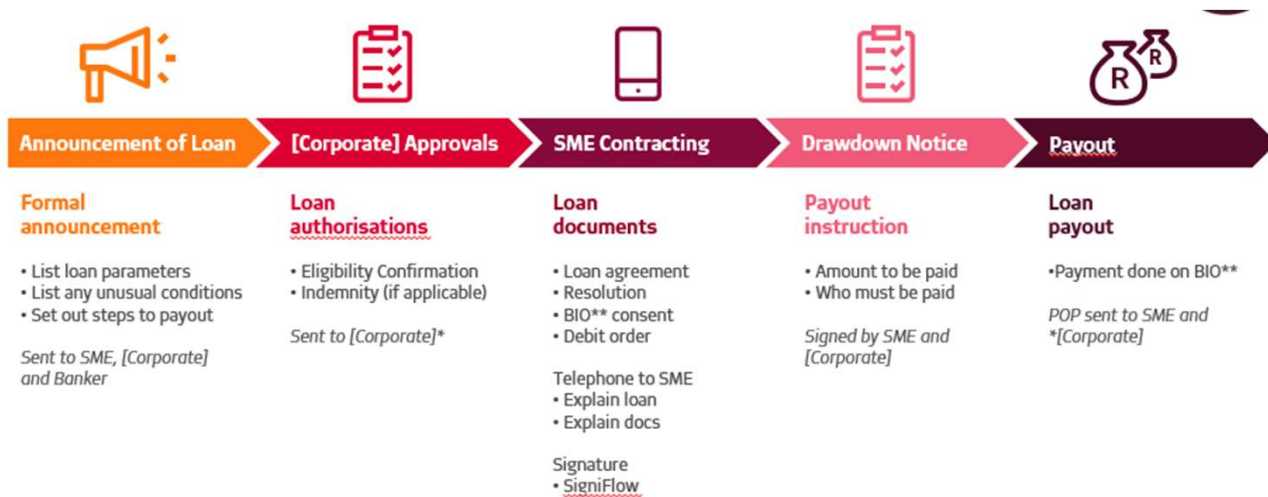 R
R
Announcement of Loan
[Corporate] Approvals
SME Contracting
Drawdown Notice
Payout
Formal
announcement
• List loan parameters
• List any unusual conditions
• Set out steps to payout
Sent to SME, [Corporate]
and Banker
Loan
authorisations
• Eligibility Confirmation
• Indemnity (if applicable)
Sent to [Corporate]*
Loan
documents
• Loan agreement
• Resolution
• BIO** consent
• Debit order
Telephone to SME
• Explain loan
• Explain docs
Signature
• SigniFlow
Payout
instruction
• Amount to be paid
• Who must be paid
Signed by SME and
[Corporate]
Loan
payout
•Payment done on BIO**
POP sent to SME and
*[Corporate]